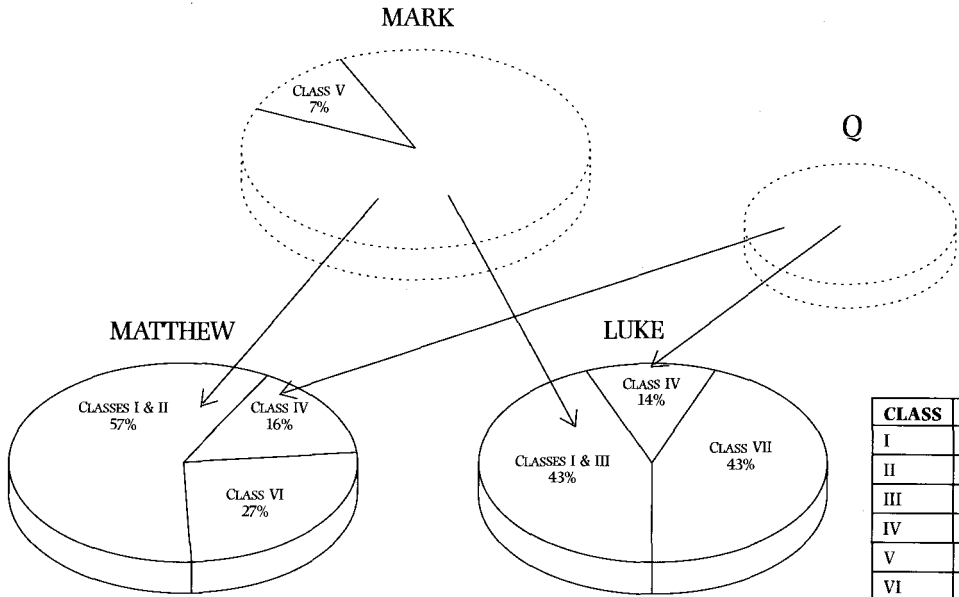 MARK
CLASS V
7%
Q
MATTHEW
CLASSES I & II
57%
CLASS IV
16%
CLASS VI
27%
LUKE
CLASS IV
14%
CLASSES I & III
43%
CLASS VII
43%
CLASS
I
II
III
IV
V
VI